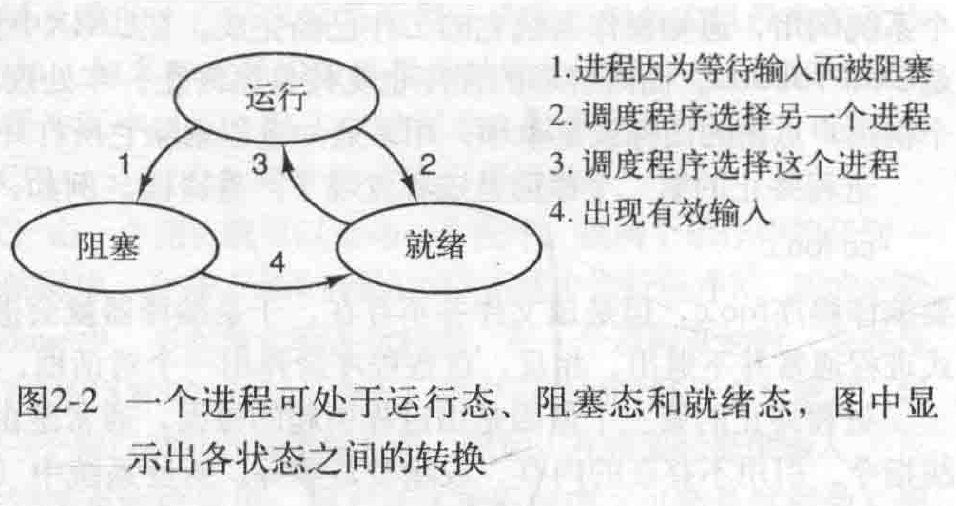 运行
1
3
2
阻塞
4
就绪
1. 进程因为等待输入而被阻塞
2. 调度程序选择另一个进程
3. 调度程序选择这个进程
4. 出现有效输入
图2-2 一个进程可处于运行态、阻塞态和就绪态，图中显
示出各状态之间的转换